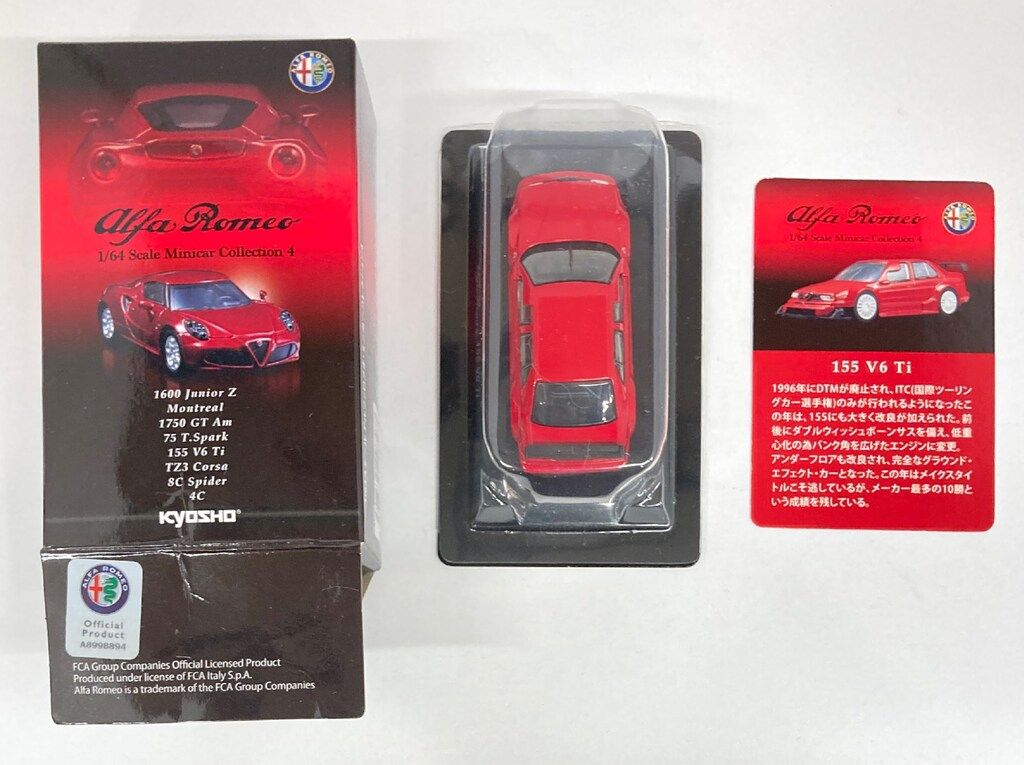 ALFA ROMEO
Alfa Romeo
1/64 Scale Minicar Collection 4
1600 Junior Z
Montreal
1750 GT Am
75 T.Spark
155 V6 Ti
TZ3 Corsa
8C Spider
4C
KYOSHO
ALFA ROMEO
Official
Product
A8998894
FCA Group Companies Official Licensed Product
Produced under license of FCA Italy S.p.A.
Alfa Romeo is a trademark of the FCA Group Companies
ALFA ROMEO
Alfa Romeo
1/64 Scale Minicar Collection 4
155 V6 Ti
1996年にDTMが廃止され、ITC(国際ツーリン
グカー選手権)のみが行われるようになったこ
の年は、155にも大きく改良が加えられた。前
後にダブルウィッシュボーンサスを備え、低重
心化の為バンク角を広げたエンジンに変更。
アンダーフロアも改良され、完全なグラウンド・
エフェクト・カーとなった。この年はメイクスタイ
トルこそ逃しているが、メーカー最多の10勝と
いう成績を残している。